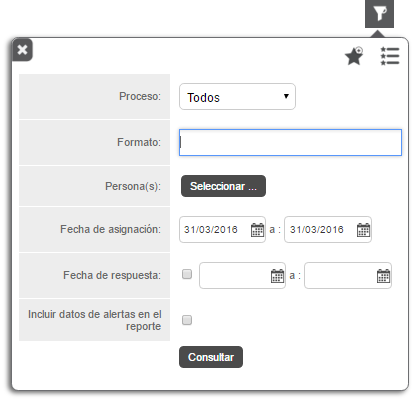 Proceso:
Todos
Formato:
Persona(s):
Seleccionar ...
Fecha de asignación:
31/03/2016 a : 31/03/2016
Fecha de respuesta:
a :
Incluir datos de alertas en el
reporte
Consultar